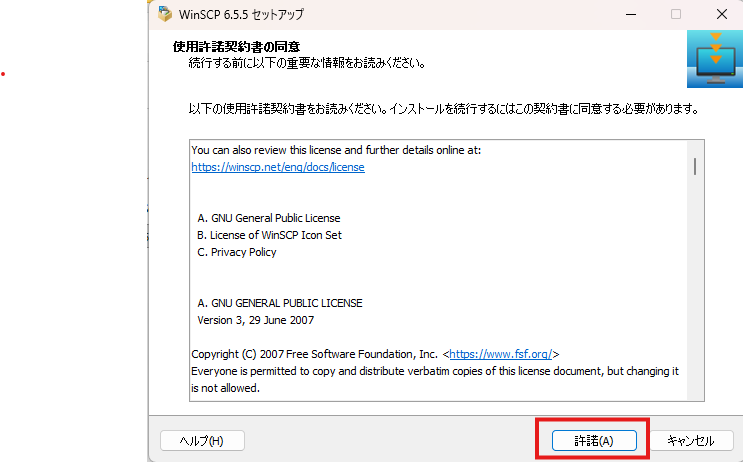 WinSCP 6.5.5 セットアップ
使用許諾契約書の同意
続行する前に以下の重要な情報をお読みください。
以下の使用許諾契約書をお読みください。インストールを続行するにはこの契約書に同意する必要があります。
You can also review this license and further details online at:
https://winscp.net/eng/docs/license
A. GNU General Public License
B. License of WinSCP Icon Set
C. Privacy Policy
A. GNU GENERAL PUBLIC LICENSE
Version 3, 29 June 2007
Copyright (C) 2007 Free Software Foundation, Inc. <https://www.fsf.org/>
Everyone is permitted to copy and distribute verbatim copies of this license document, but changing it
is not allowed.
ヘルプ(H)
許諾(A)
キャンセル